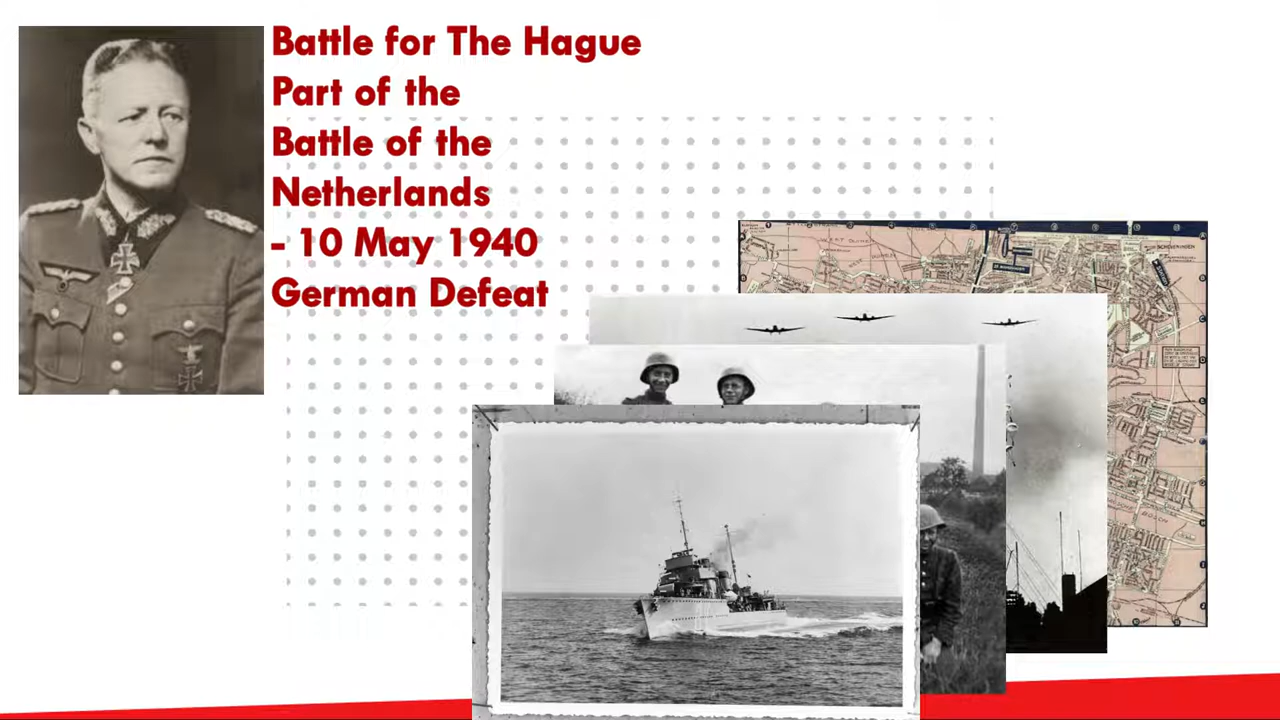 Battle for The Hague
Part of the
Battle of the
Netherlands
- 10 May 1940
German Defeat